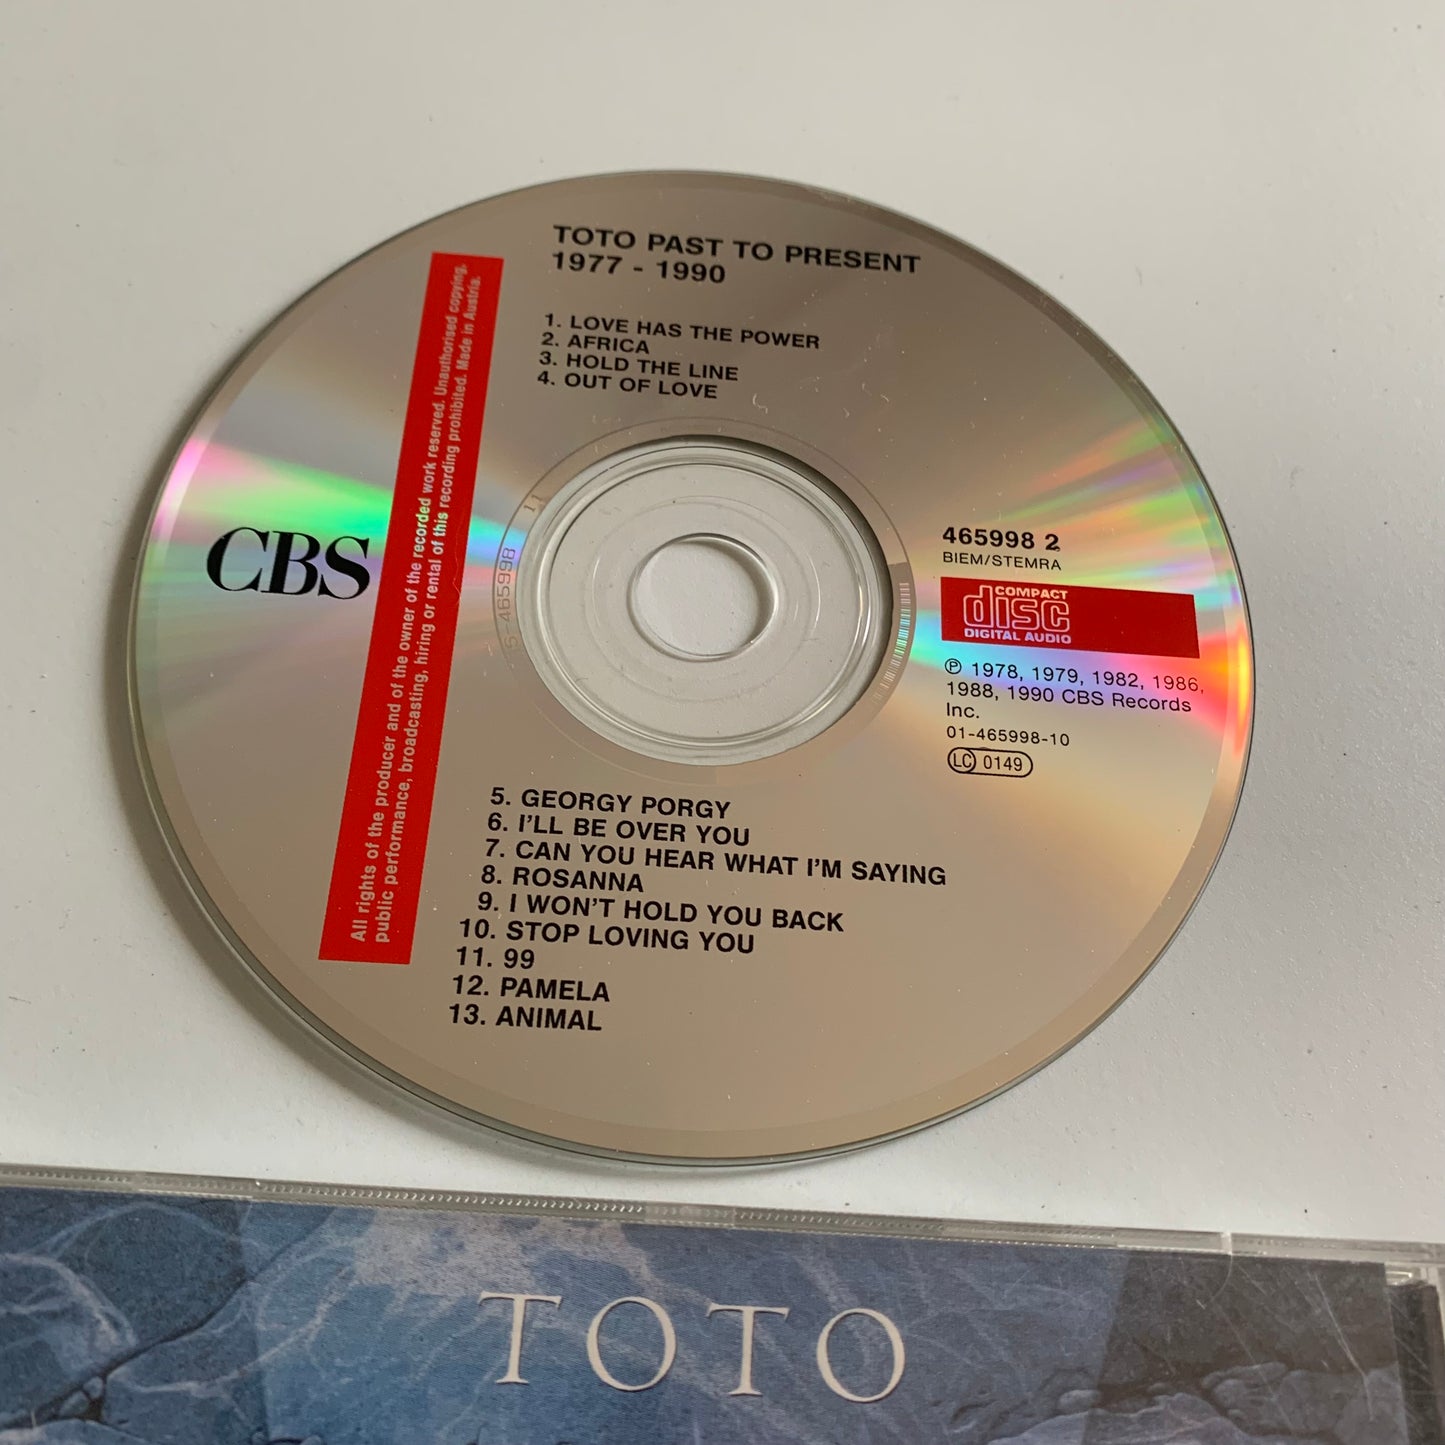 TOTO PAST TO PRESENT
1977 - 1990
1. LOVE HAS THE POWER
2. AFRICA
3. HOLD THE LINE
4. OUT OF LOVE
All rights of the producer and of the owner of the recorded work reserved. Unauthorised copying,
public performance, broadcasting, hiring or rental of this recording prohibited. Made in Austria.
CBS
465998 2
BIEM/STEMRA
COMPACT
disc
DIGITAL AUDIO
℗ 1978, 1979, 1982, 1986,
1988, 1990 CBS Records
Inc.
01-465998-10
LC 0149
5. GEORGY PORGY
6. I'LL BE OVER YOU
7. CAN YOU HEAR WHAT I'M SAYING
8. ROSANNA
9. I WON'T HOLD YOU BACK
10. STOP LOVING YOU
11. 99
12. PAMELA
13. ANIMAL
465998 11
TOTO